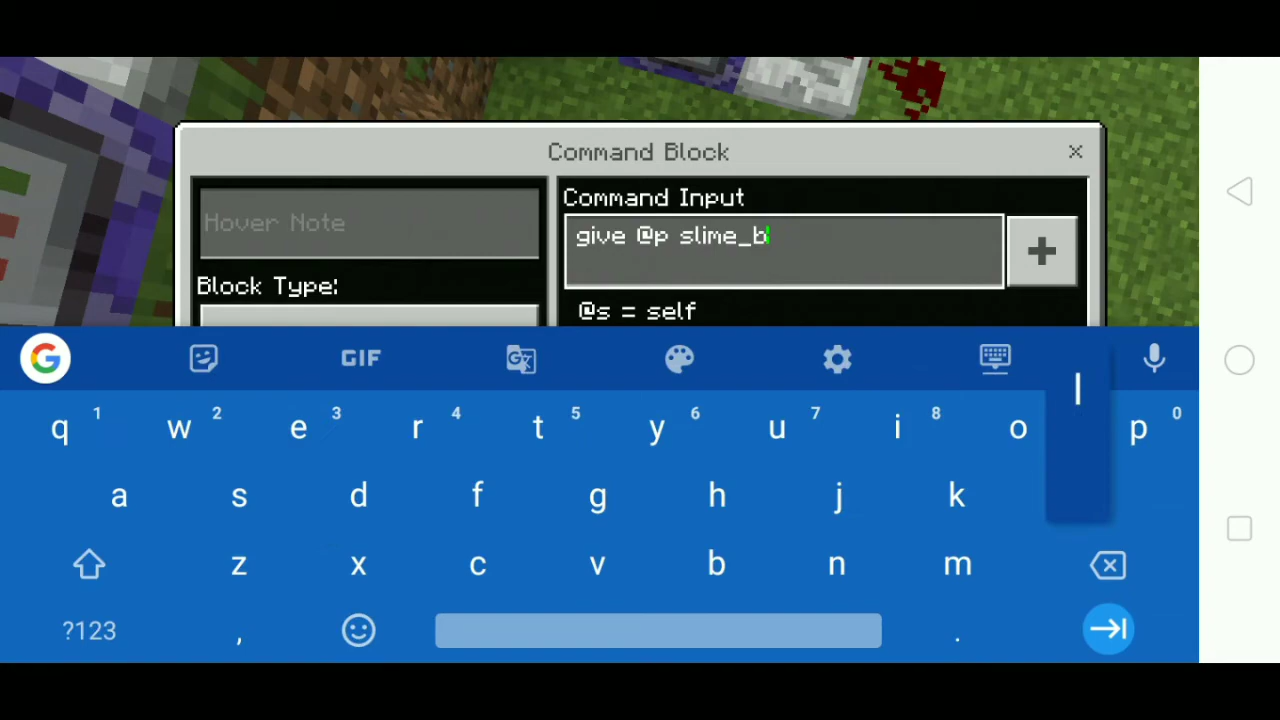 Command Block
Hover Note
Command Input
give @p slime_b
Block Type:
@s = self
GIF
l
q 1 w 2 e 3 r 4 t 5 y 6 u 7 i 8 o p 0
a s d f g h j k
z x c v b n m
?123 , .